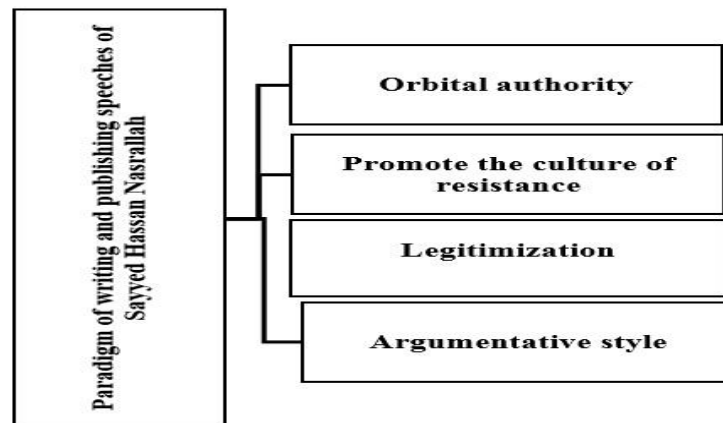 Paradigm of writing and publishing speeches of
Sayyed Hassan Nasrallah
Orbital authority
Promote the culture of
resistance
Legitimization
Argumentative style